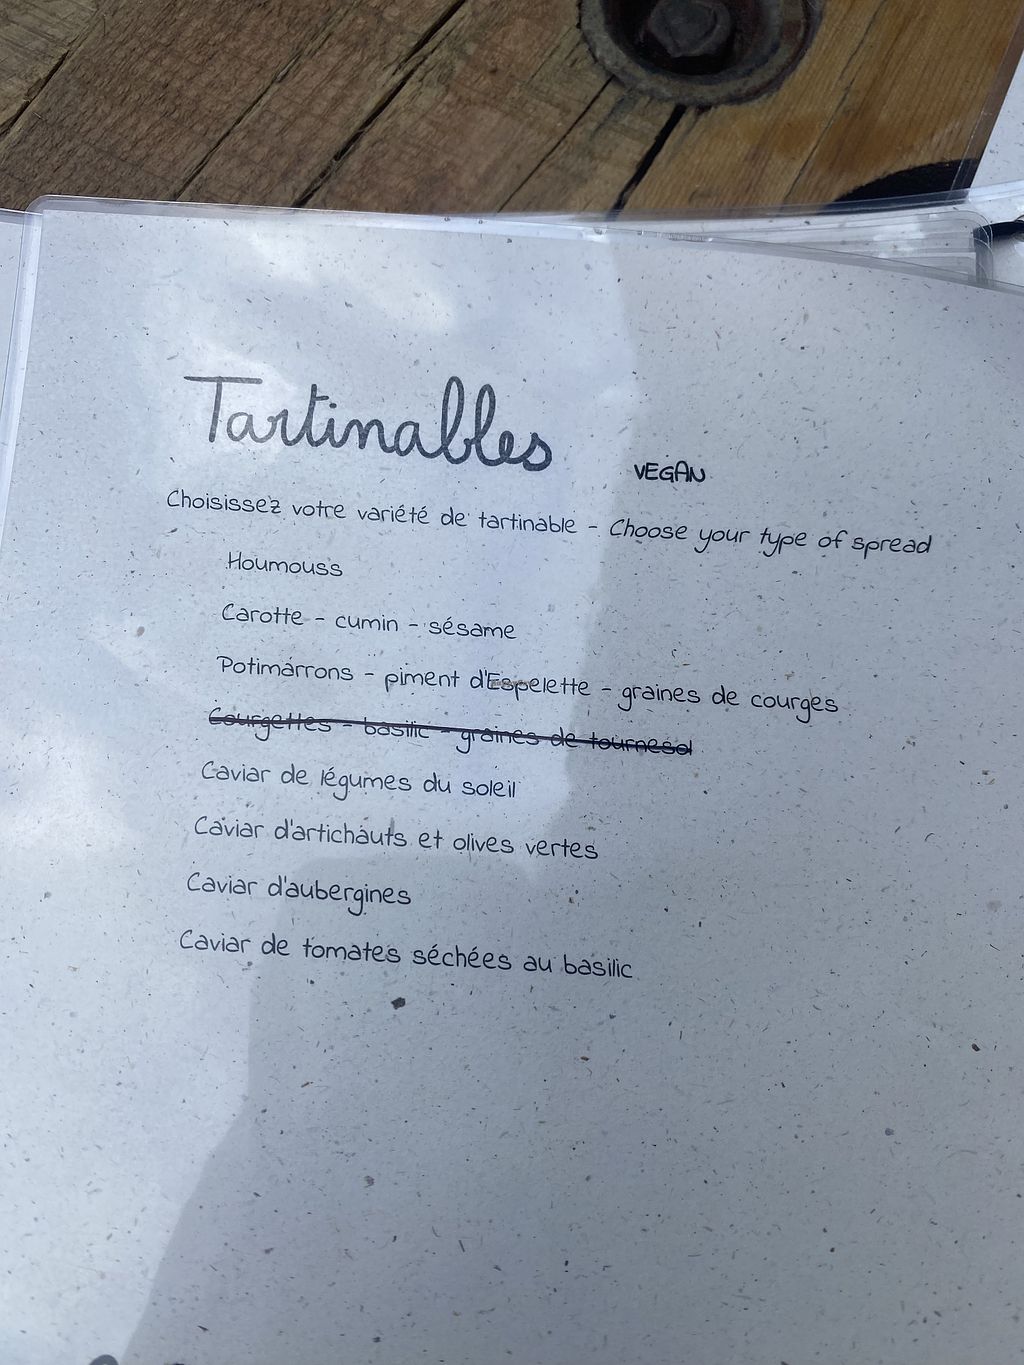 Tartinables
VEGAN
Choisissez votre variété de tartinable - Choose your type of spread
Houmouss
Carotte - cumin - sésame
Potimarrons - piment d'Espelette - graines de courges
Courgettes - basilic - graines de tournesol
Caviar de légumes du soleil
Caviar d'artichauts et olives vertes
Caviar d'aubergines
Caviar de tomates séchées au basilic